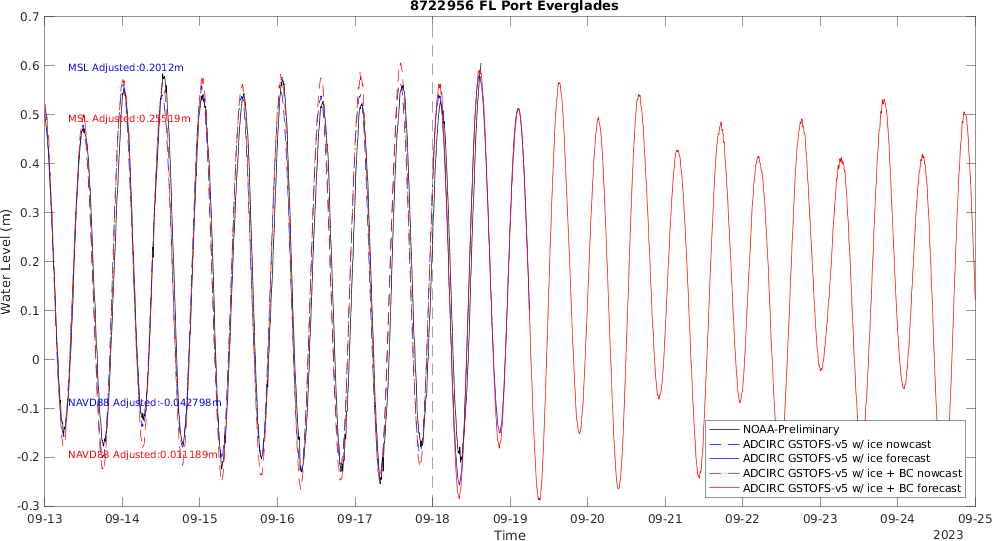 8722956 FL Port Everglades
0.7
0.6
0.5
0.4
0.3
0.2
0.1
0
-0.1
-0.2
-0.3
Water Level (m)
MSL Adjusted:0.2012m
MSL Adjusted:0.25519m
NAVD88 Adjusted:-0.042798m
NAVD88 Adjusted:0.011189m
NOAA-Preliminary
ADCIRC GSTOFS-v5 w/ ice nowcast
ADCIRC GSTOFS-v5 w/ ice forecast
ADCIRC GSTOFS-v5 w/ ice + BC nowcast
ADCIRC GSTOFS-v5 w/ ice + BC forecast
09-13 09-14 09-15 09-16 09-17 09-18 09-19 09-20 09-21 09-22 09-23 09-24 09-25
Time
2023